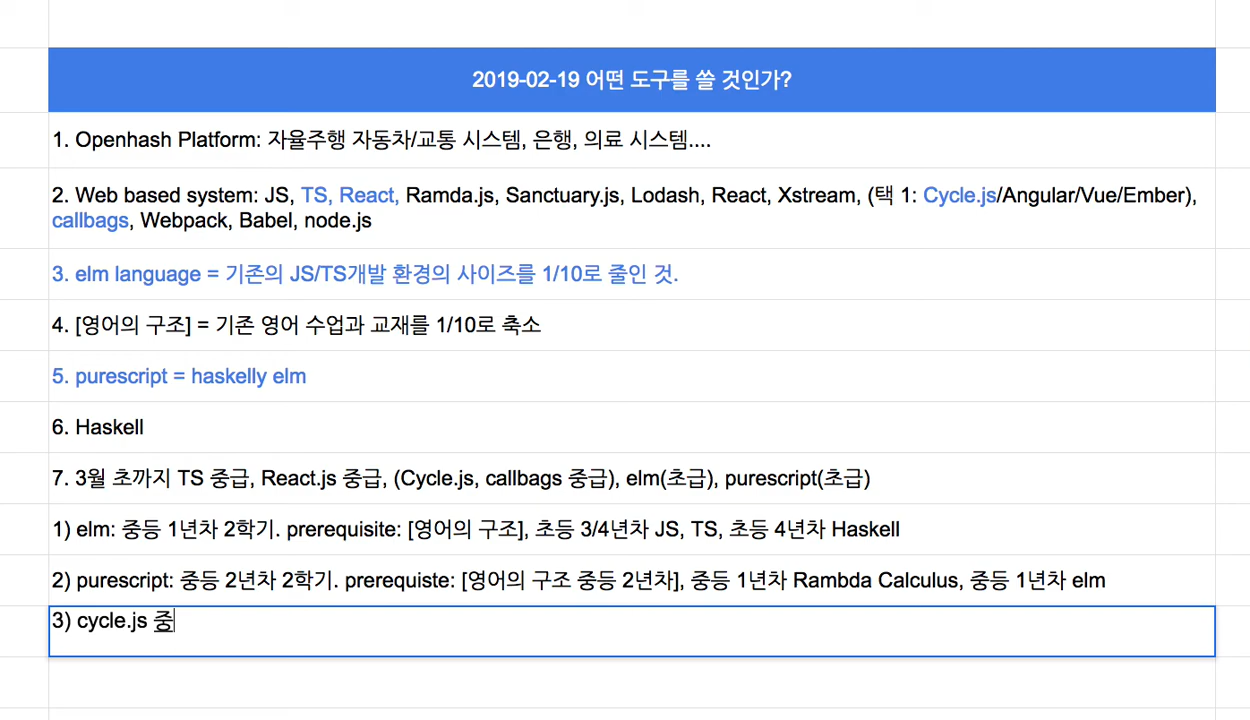 2019-02-19 어떤 도구를 쓸 것인가?
1. Openhash Platform: 자율주행 자동차/교통 시스템, 은행, 의료 시스템....
2. Web based system: JS, TS, React, Ramda.js, Sanctuary.js, Lodash, React, Xstream, (택 1: Cycle.js/Angular/Vue/Ember),
callbags, Webpack, Babel, node.js
3. elm language = 기존의 JS/TS개발 환경의 사이즈를 1/10로 줄인 것.
4. [영어의 구조] = 기존 영어 수업과 교재를 1/10로 축소
5. purescript = haskelly elm
6. Haskell
7. 3월 초까지 TS 중급, React.js 중급, (Cycle.js, callbags 중급), elm(초급), purescript(초급)
1) elm: 중등 1년차 2학기. prerequisite: [영어의 구조], 초등 3/4년차 JS, TS, 초등 4년차 Haskell
2) purescript: 중등 2년차 2학기. prerequiste: [영어의 구조 중등 2년차], 중등 1년차 Rambda Calculus, 중등 1년차 elm
3) cycle.js 중